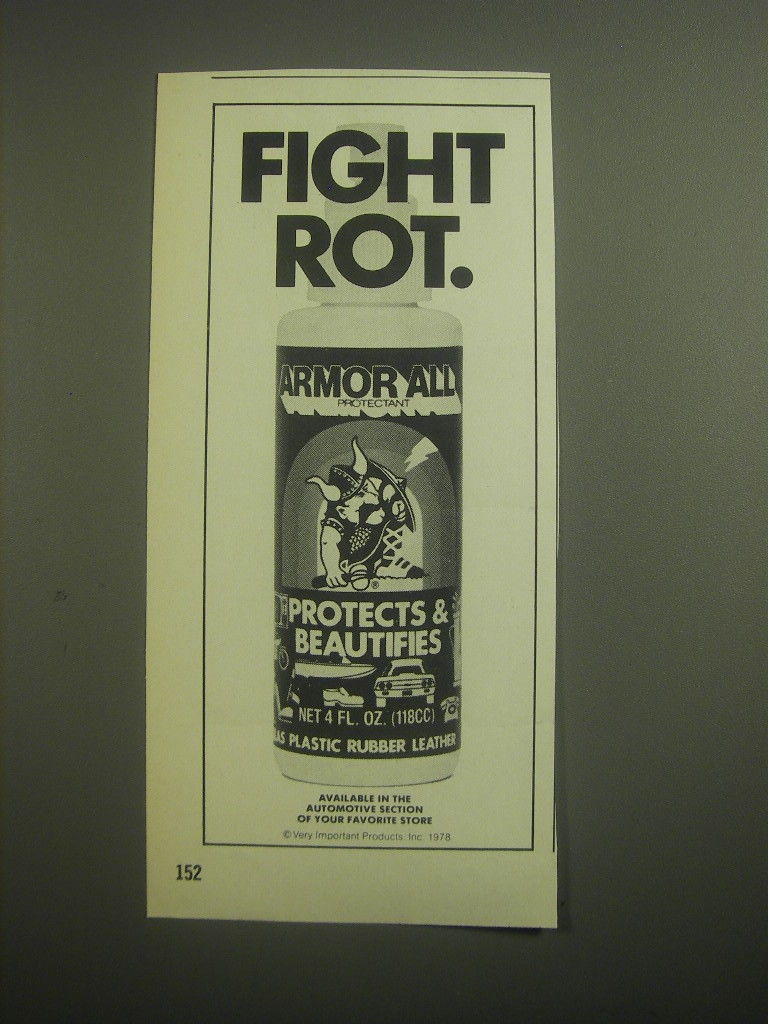 FIGHT
ROT.
ARMOR ALL
PROTECTANT
®
PROTECTS &
BEAUTIFIES
NET 4 FL. OZ. (118CC)
AS PLASTIC RUBBER LEATHER
AVAILABLE IN THE
AUTOMOTIVE SECTION
OF YOUR FAVORITE STORE
© Very Important Products, Inc. 1978
152